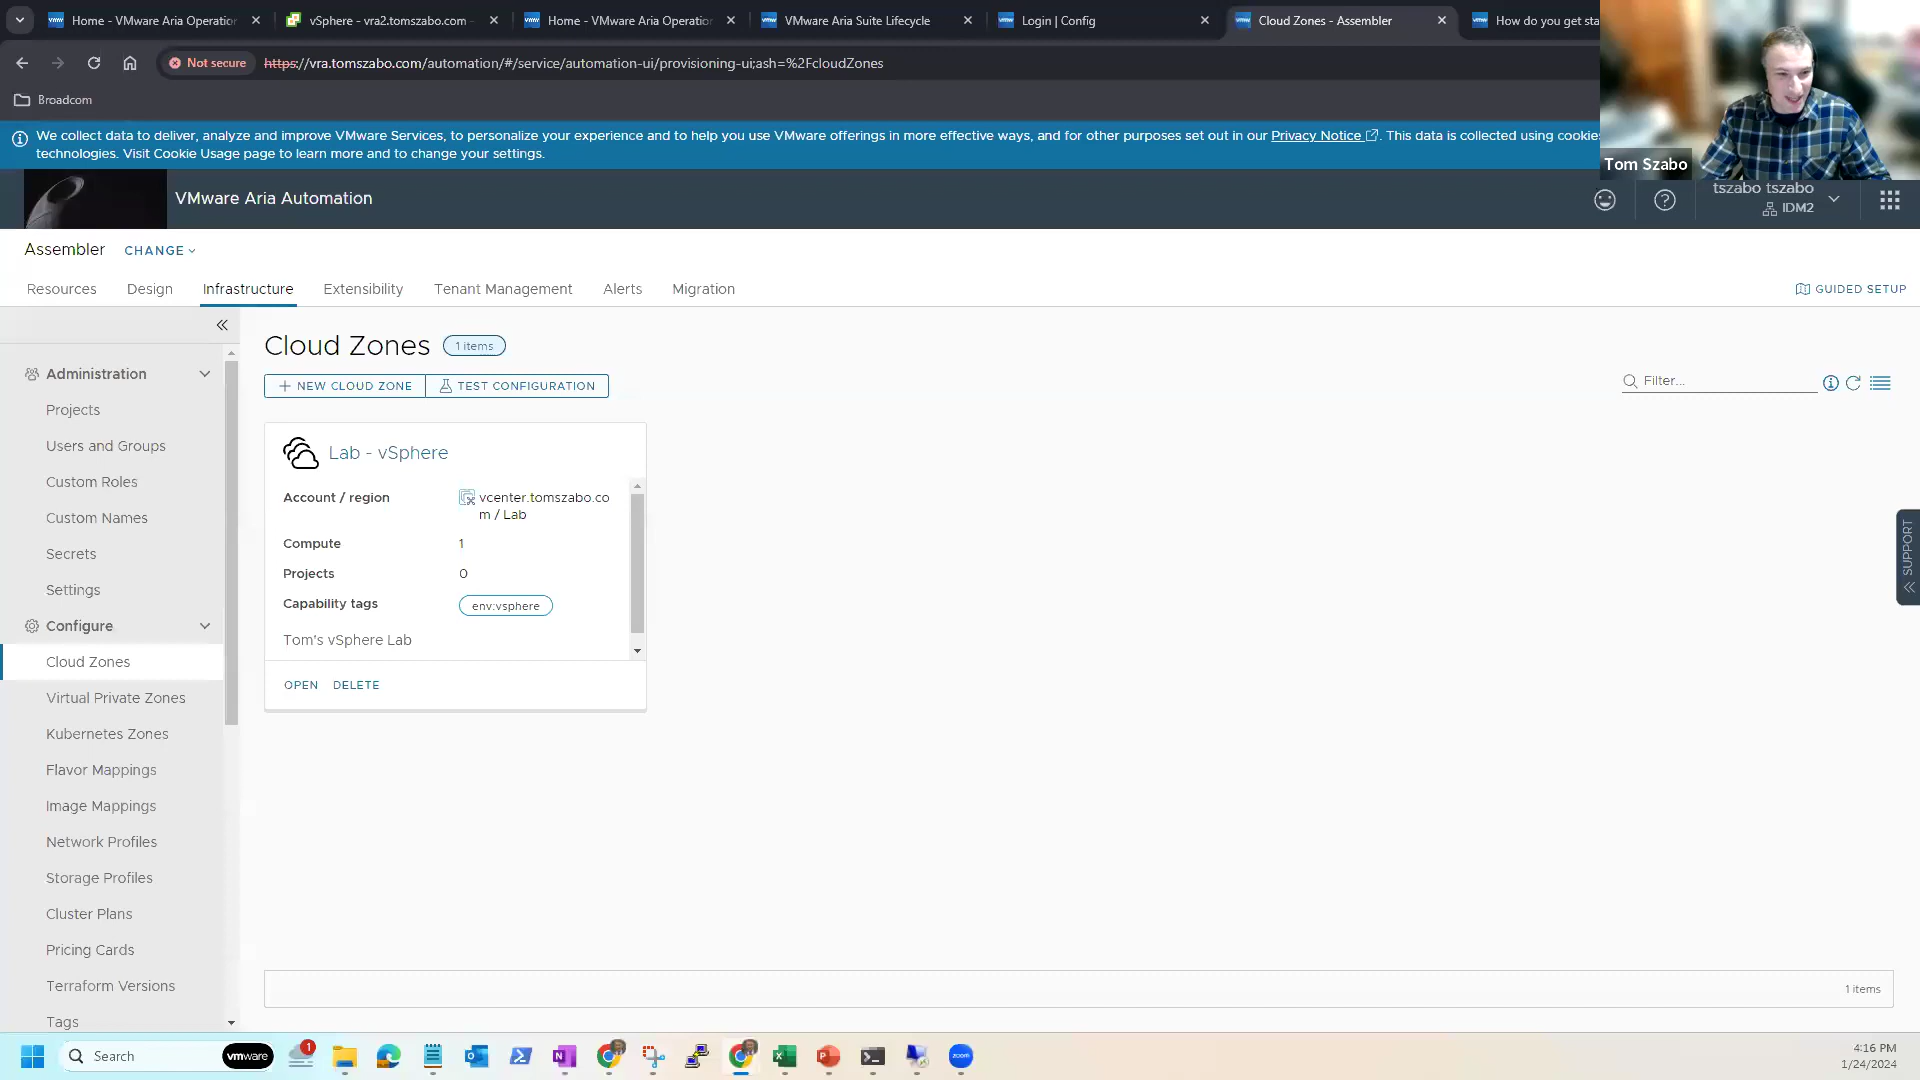 Home - VMware Aria Operation
vSphere - vra2.tomszabo.com -
Home - VMware Aria Operation
VMware Aria Suite Lifecycle
Login | Config
Cloud Zones - Assembler
How do you get sta
Not secure
https://vra.tomszabo.com/automation/#/service/automation-ui/provisioning-ui;ash=%2FcloudZones
Broadcom
We collect data to deliver, analyze and improve VMware Services, to personalize your experience and to help you use VMware offerings in more effective ways, and for other purposes set out in our Privacy Notice. This data is collected using cookies
technologies. Visit Cookie Usage page to learn more and to change your settings.
Tom Szabo
VMware Aria Automation
tszabo tszabo
IDM2
Assembler CHANGE
Resources Design Infrastructure Extensibility Tenant Management Alerts Migration
GUIDED SETUP
Administration
Projects
Users and Groups
Custom Roles
Custom Names
Secrets
Settings
Configure
Cloud Zones
Virtual Private Zones
Kubernetes Zones
Flavor Mappings
Image Mappings
Network Profiles
Storage Profiles
Cluster Plans
Pricing Cards
Terraform Versions
Tags
Cloud Zones 1 items
+ NEW CLOUD ZONE TEST CONFIGURATION
Filter...
Lab - vSphere
Account / region vcenter.tomszabo.co
m / Lab
Compute 1
Projects 0
Capability tags env:vsphere
Tom's vSphere Lab
OPEN DELETE
SUPPORT
1 items
Search
vmware
1
zoom
4:16 PM
1/24/2024